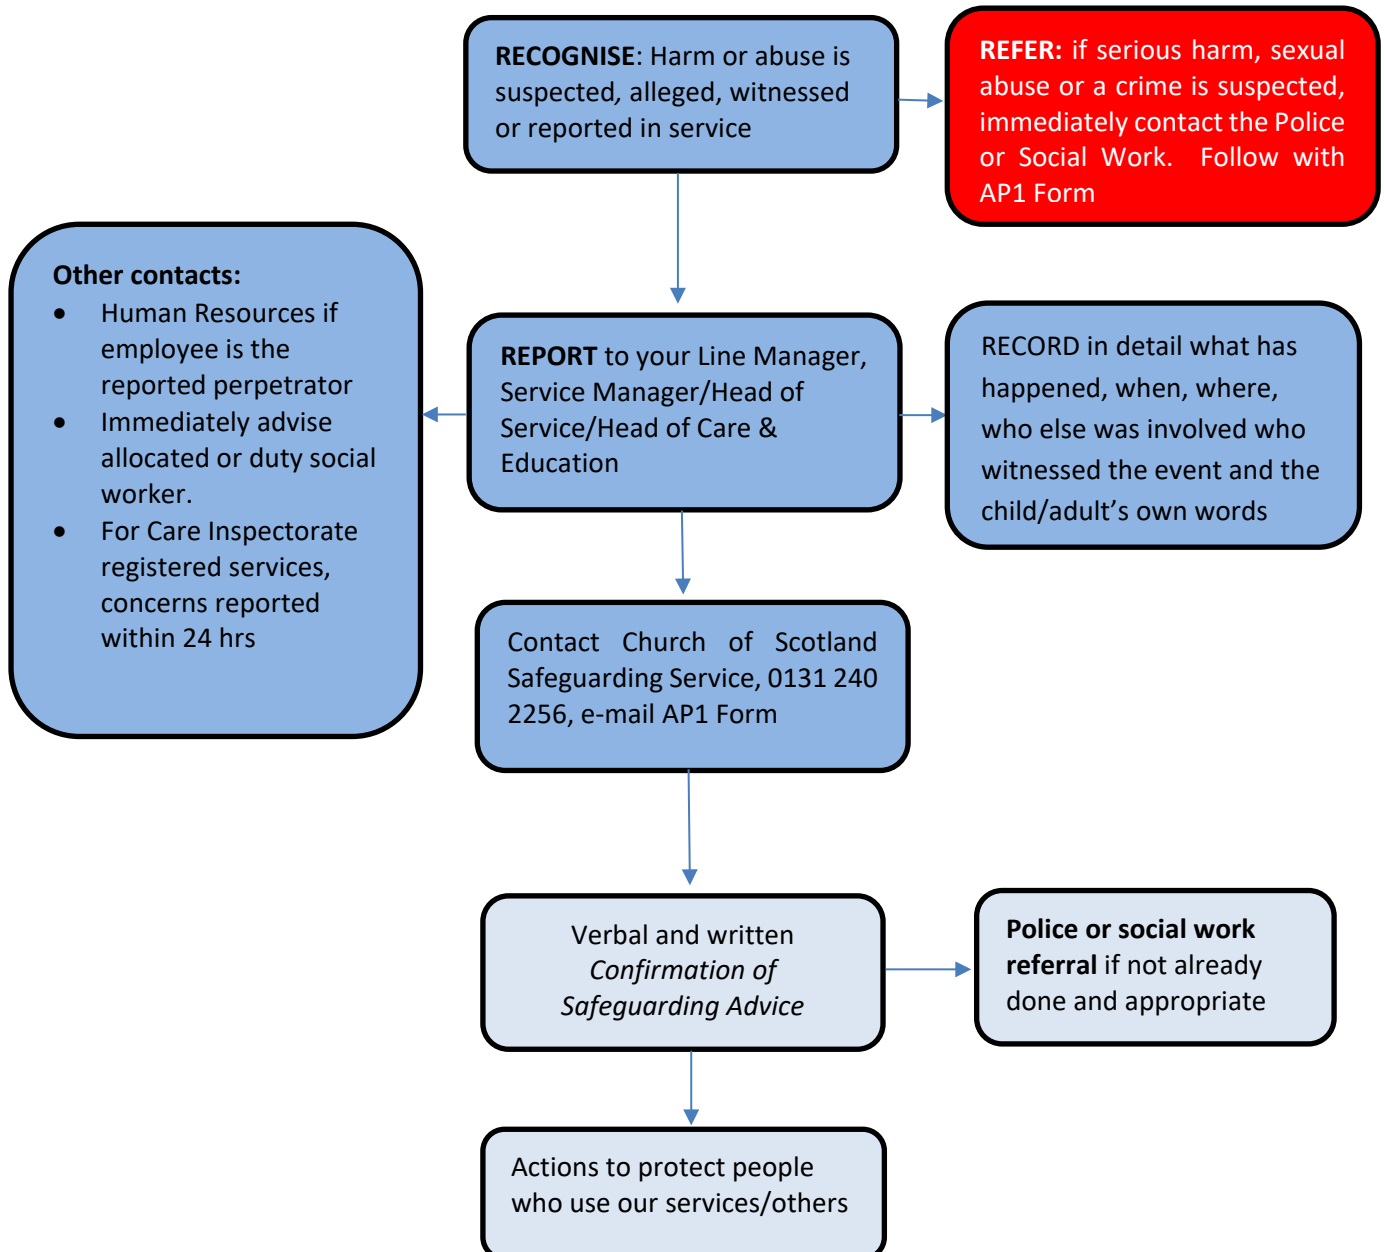 RECOGNISE: Harm or abuse is
suspected, alleged, witnessed
or reported in service
REFER: if serious harm, sexual
abuse or a crime is suspected,
immediately contact the Police
or Social Work. Follow with
AP1 Form
Other contacts:
• Human Resources if
employee is the
reported perpetrator
• Immediately advise
allocated or duty social
worker.
• For Care Inspectorate
registered services,
concerns reported
within 24 hrs
REPORT to your Line Manager,
Service Manager/Head of
Service/Head of Care &
Education
RECORD in detail what has
happened, when, where,
who else was involved who
witnessed the event and the
child/adult’s own words
Contact Church of Scotland
Safeguarding Service, 0131 240
2256, e-mail AP1 Form
Verbal and written
Confirmation of
Safeguarding Advice
Police or social work
referral if not already
done and appropriate
Actions to protect people
who use our services/others